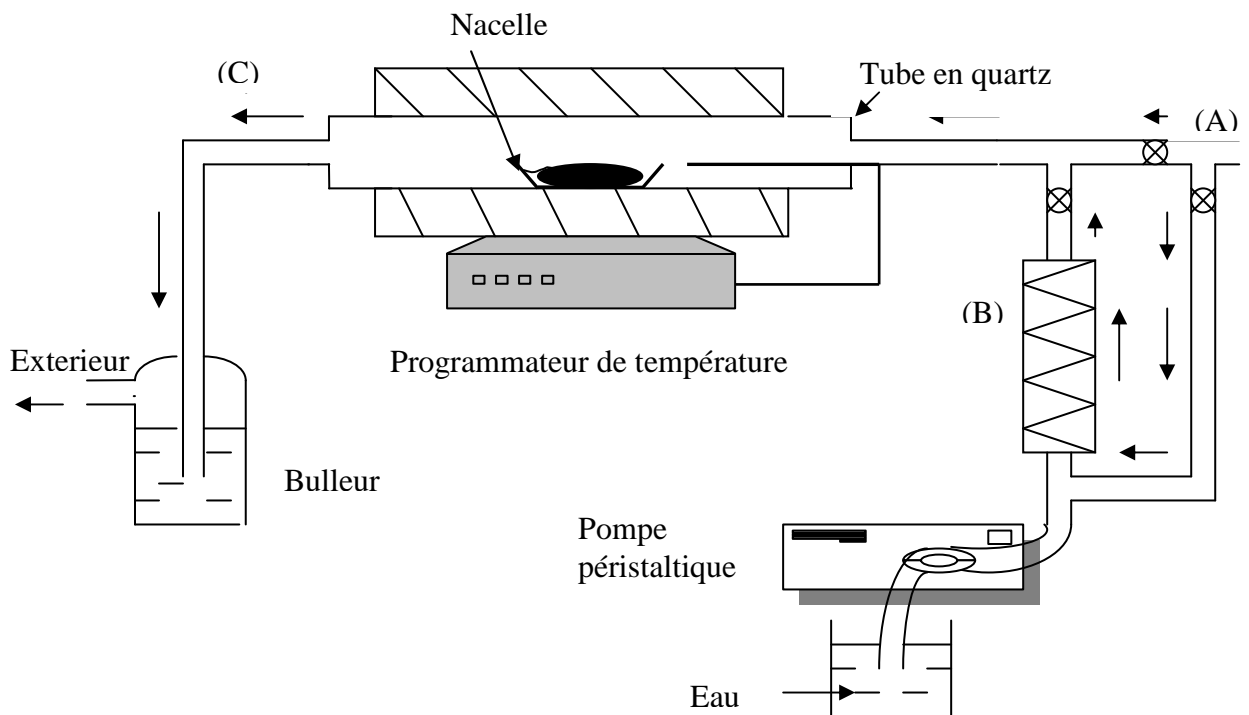 Nacelle
(C)
Tube en quartz
(A)
(B)
Exterieur
Programmateur de température
Bulleur
Pompe
péristaltique
Eau